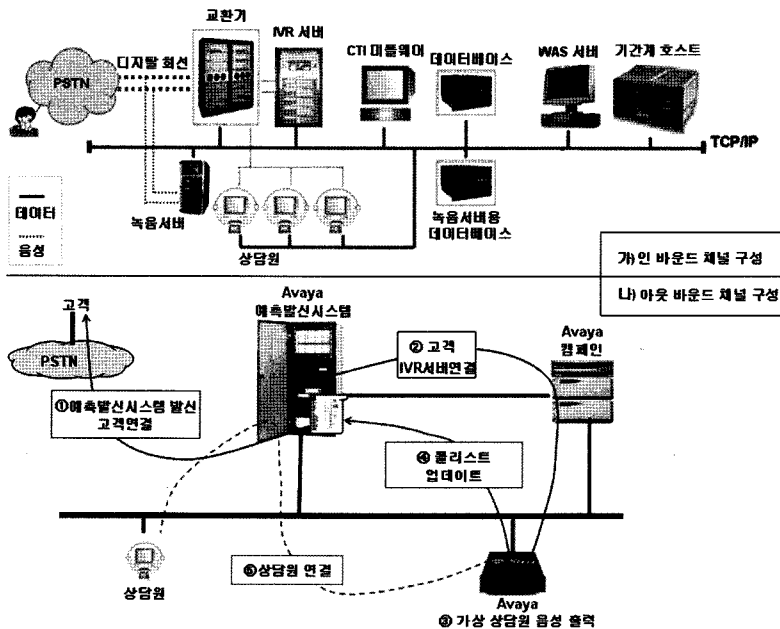 교환기
IVR 서버
디지탈 회선
PSTN
CTI 미들웨어
데이터베이스
WAS 서버
기간계 호스트
TCP/IP
데이터
음성
녹음서버
상담원
녹음서버용
데이터베이스
가) 인 바운드 채널 구성
나) 아웃 바운드 채널 구성
고객
PSTN
Avaya
예측발신시스템
② 고객
IVR서버연결
Avaya
캠페인
①예측발신시스템 발신
고객연결
④ 콜리스트
업데이트
상담원
⑤상담원 연결
Avaya
③ 가상 상담원 음성 출력